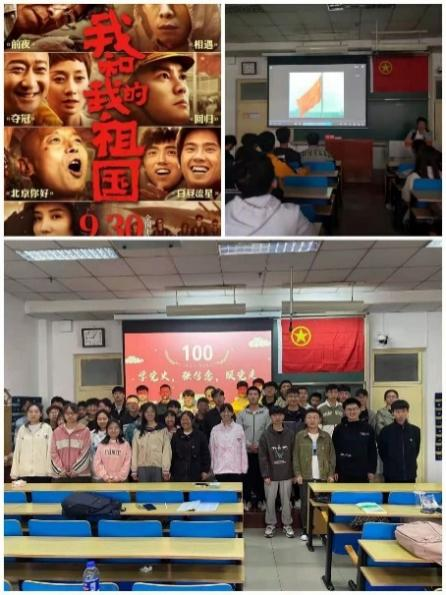 前夜
相遇
我和我的祖国
夺冠
回归
北京你好
白昼流星
9.30
100
学党史、强信念、跟党走